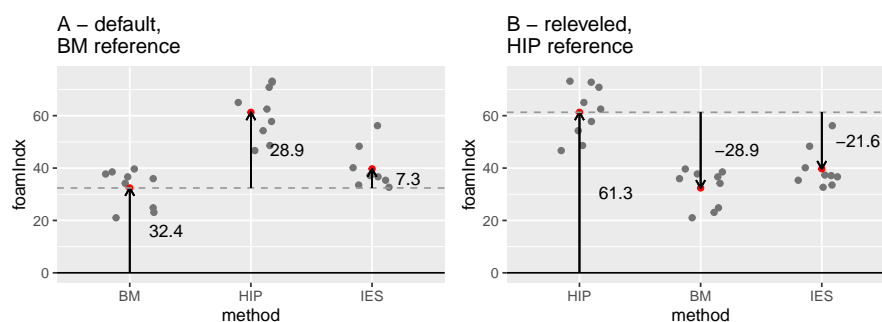 A – default,
BM reference
foamIndx
60
40
20
0
28.9
7.3
32.4
BM HIP IES
method
B – releveled,
HIP reference
foamIndx
60
40
20
0
−28.9
−21.6
61.3
HIP BM IES
method